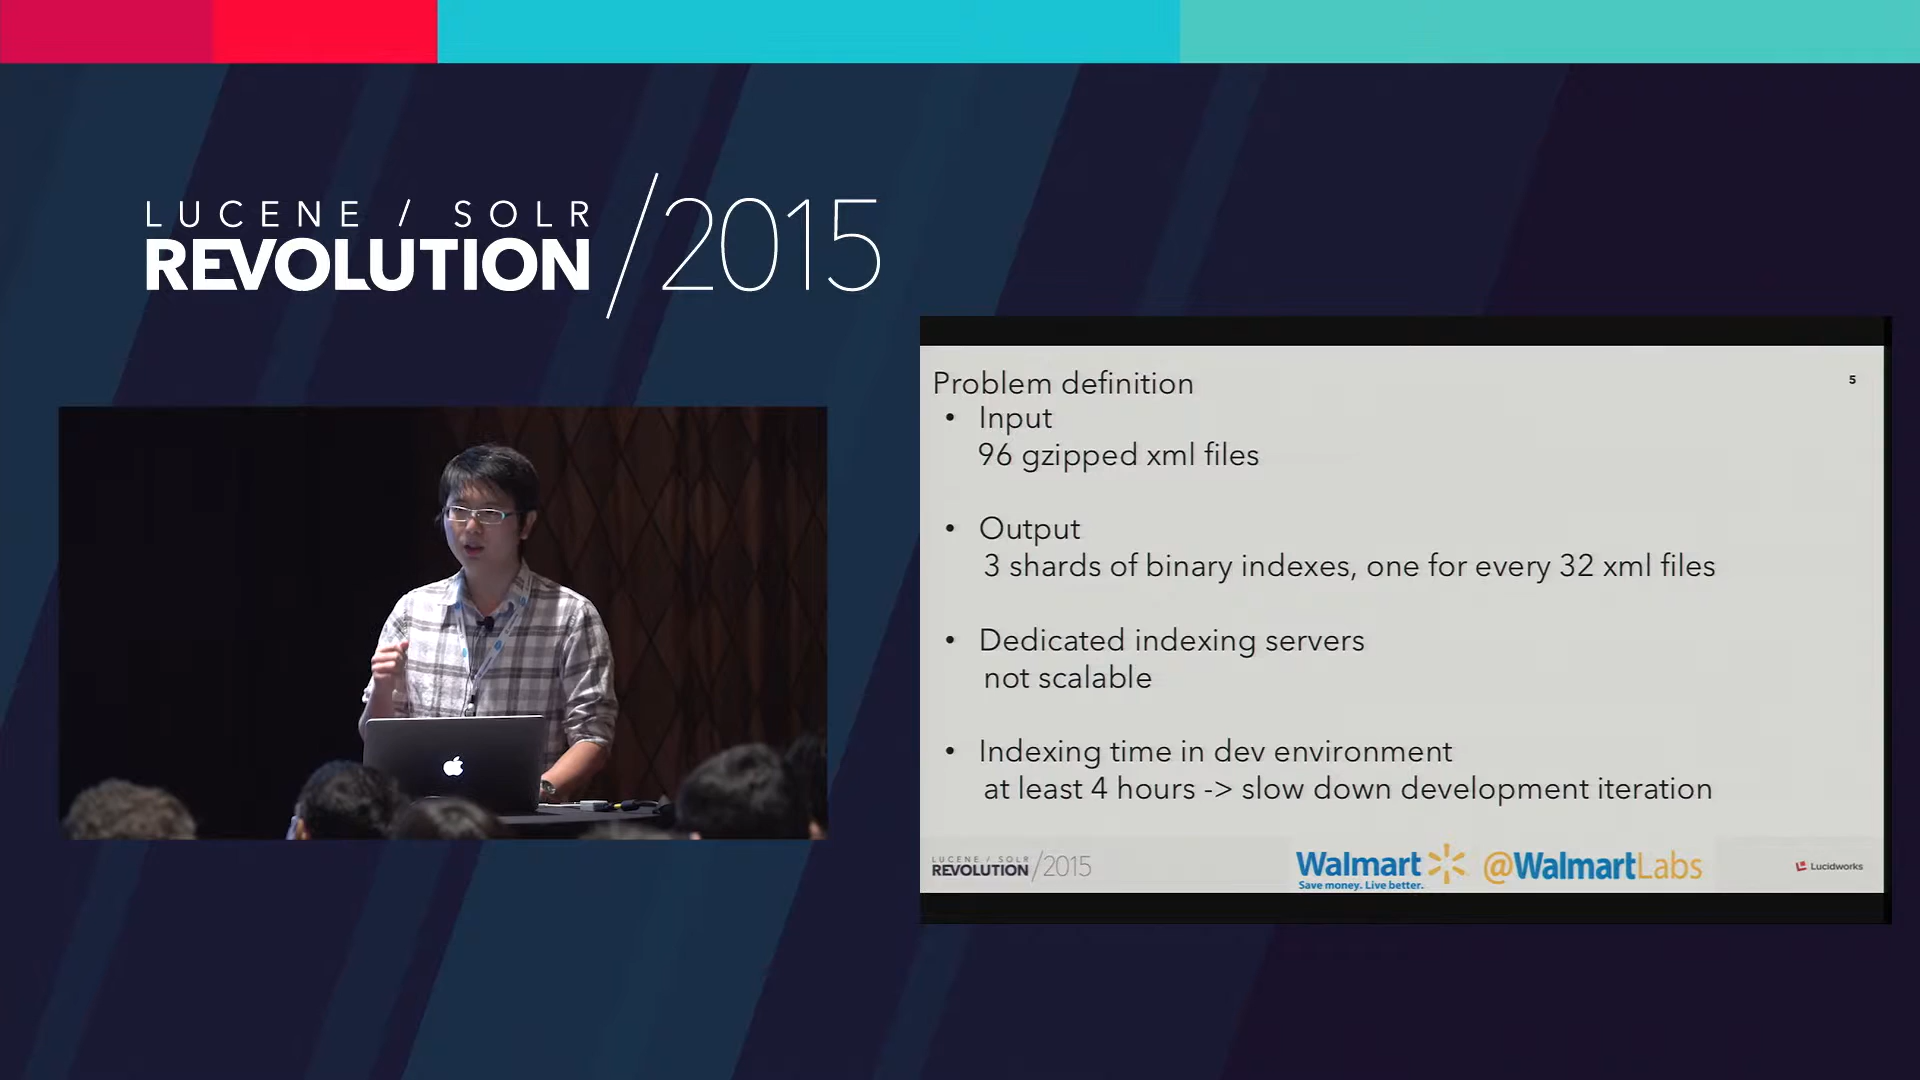 LUCENE / SOLR
REVOLUTION /2015
Problem definition
5
• Input
96 gzipped xml files
• Output
3 shards of binary indexes, one for every 32 xml files
• Dedicated indexing servers
not scalable
• Indexing time in dev environment
at least 4 hours -> slow down development iteration
LUCENE / SOLR
REVOLUTION /2015
Walmart
Save money. Live better.
@WalmartLabs
Lucidworks